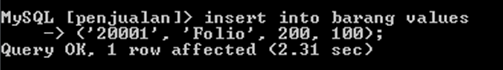 MySQL [penjualan]> insert into barang values
-> ('20001', 'Folio', 200, 100);
Query OK, 1 row affected (2.31 sec)